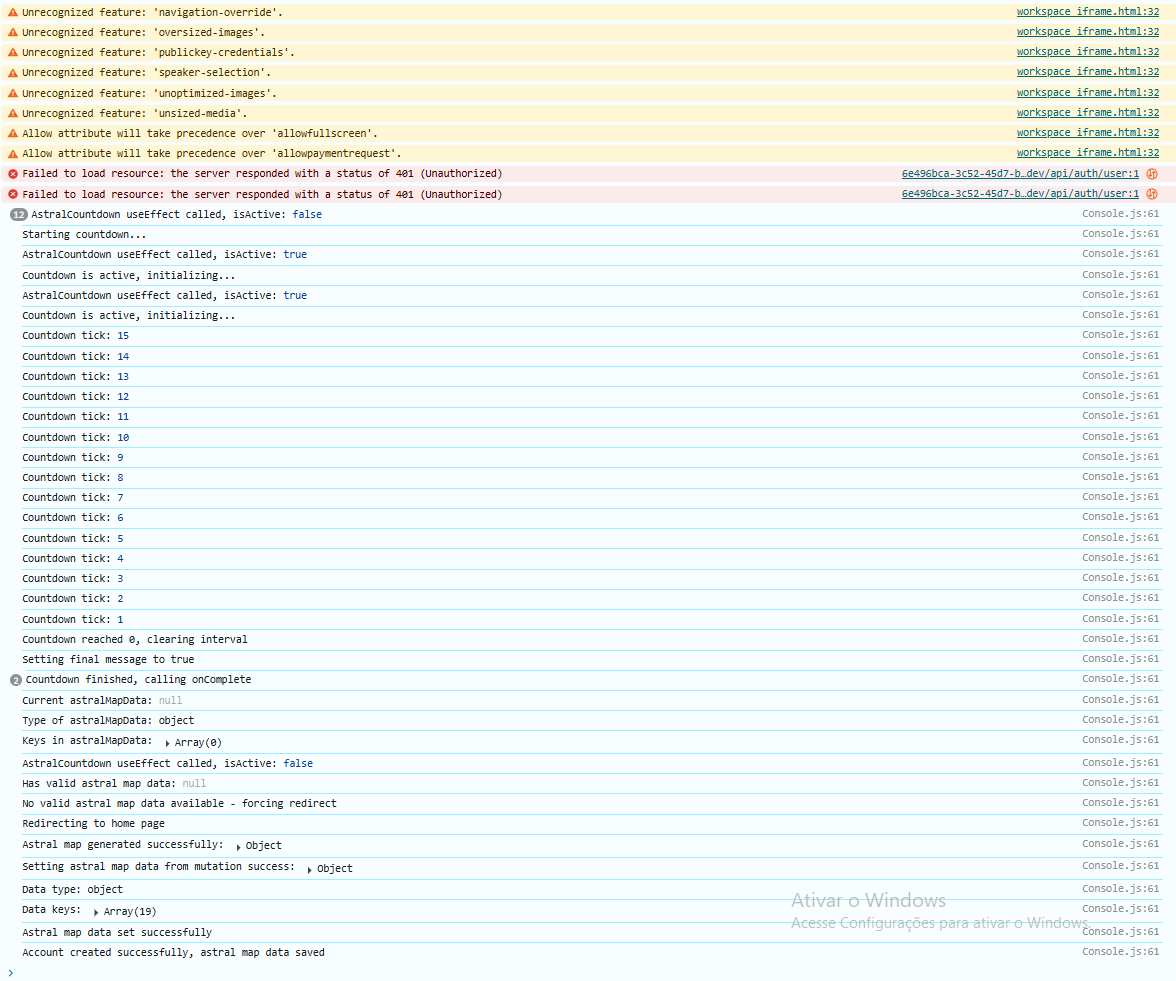 Unrecognized feature: 'navigation-override'. workspace iframe.html:32
Unrecognized feature: 'oversized-images'. workspace iframe.html:32
Unrecognized feature: 'publickey-credentials'. workspace iframe.html:32
Unrecognized feature: 'speaker-selection'. workspace iframe.html:32
Unrecognized feature: 'unoptimized-images'. workspace iframe.html:32
Unrecognized feature: 'unsized-media'. workspace iframe.html:32
Allow attribute will take precedence over 'allowfullscreen'. workspace iframe.html:32
Allow attribute will take precedence over 'allowpaymentrequest'. workspace iframe.html:32
Failed to load resource: the server responded with a status of 401 (Unauthorized) 6e496bca-3c52-45d7-b…dev/api/auth/user:1
Failed to load resource: the server responded with a status of 401 (Unauthorized) 6e496bca-3c52-45d7-b…dev/api/auth/user:1
12 AstralCountdown useEffect called, isActive: false Console.js:61
Starting countdown... Console.js:61
AstralCountdown useEffect called, isActive: true Console.js:61
Countdown is active, initializing... Console.js:61
AstralCountdown useEffect called, isActive: true Console.js:61
Countdown is active, initializing... Console.js:61
Countdown tick: 15 Console.js:61
Countdown tick: 14 Console.js:61
Countdown tick: 13 Console.js:61
Countdown tick: 12 Console.js:61
Countdown tick: 11 Console.js:61
Countdown tick: 10 Console.js:61
Countdown tick: 9 Console.js:61
Countdown tick: 8 Console.js:61
Countdown tick: 7 Console.js:61
Countdown tick: 6 Console.js:61
Countdown tick: 5 Console.js:61
Countdown tick: 4 Console.js:61
Countdown tick: 3 Console.js:61
Countdown tick: 2 Console.js:61
Countdown tick: 1 Console.js:61
Countdown reached 0, clearing interval Console.js:61
Setting final message to true Console.js:61
2 Countdown finished, calling onComplete Console.js:61
Current astralMapData: null Console.js:61
Type of astralMapData: object Console.js:61
Keys in astralMapData: Array(0) Console.js:61
AstralCountdown useEffect called, isActive: false Console.js:61
Has valid astral map data: null Console.js:61
No valid astral map data available - forcing redirect Console.js:61
Redirecting to home page Console.js:61
Astral map generated successfully: Object Console.js:61
Setting astral map data from mutation success: Object Console.js:61
Data type: object Console.js:61
Ativar o Windows
Data keys: Array(19) Console.js:61
Acesse Configurações para ativar o Windows.
Astral map data set successfully Console.js:61
Account created successfully, astral map data saved Console.js:61